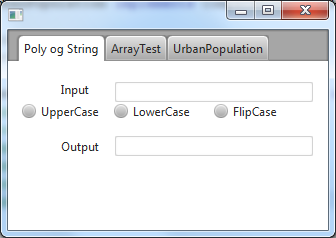 Poly og String ArrayTest UrbanPopulation
Input
UpperCase LowerCase FlipCase
Output